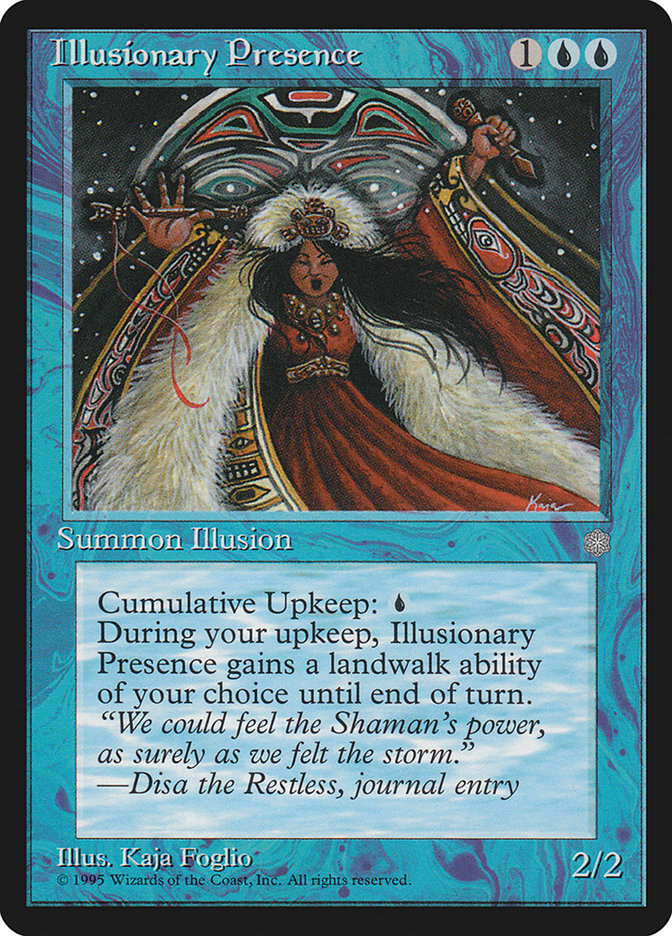 Illusionary Presence 1
Kaja
Summon Illusion
Cumulative Upkeep:
During your upkeep, Illusionary
Presence gains a landwalk ability
of your choice until end of turn.
“We could feel the Shaman’s power,
as surely as we felt the storm.”
—Disa the Restless, journal entry
Illus. Kaja Foglio
2/2
© 1995 Wizards of the Coast, Inc. All rights reserved.